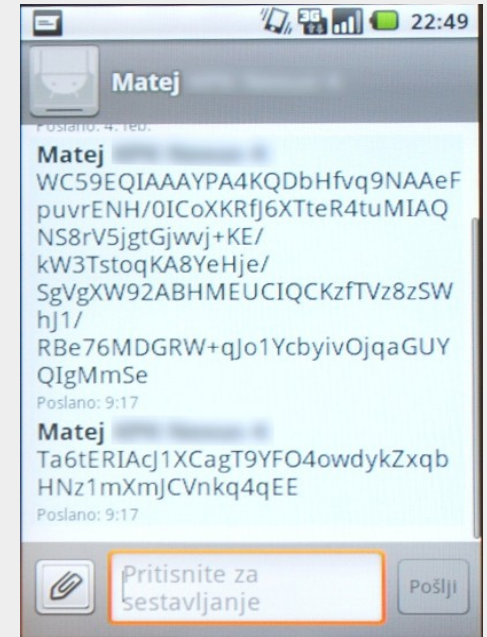 3G
22:49
Matej
Poslano: 4. feb.
Matej
WC59EQIAAAYPA4KQDbHfvq9NAAeF
puvrENH/0ICoXKRfJ6XTteR4tuMIAQ
NS8rV5jgtGjwvj+KE/
kW3TstoqKA8YeHje/
SgVgXW92ABHMEUCIQCKzfTVz8zSW
hJ1/
RBe76MDGRW+qJo1YcbyivOjqaGUY
QIgMmSe
Poslano: 9:17
Matej
Ta6tERIAcJ1XCagT9YFO4owdykZxqb
HNz1mXmJCVnkq4qEE
Poslano: 9:17
Pritisnite za
sestavljanje
Pošlji